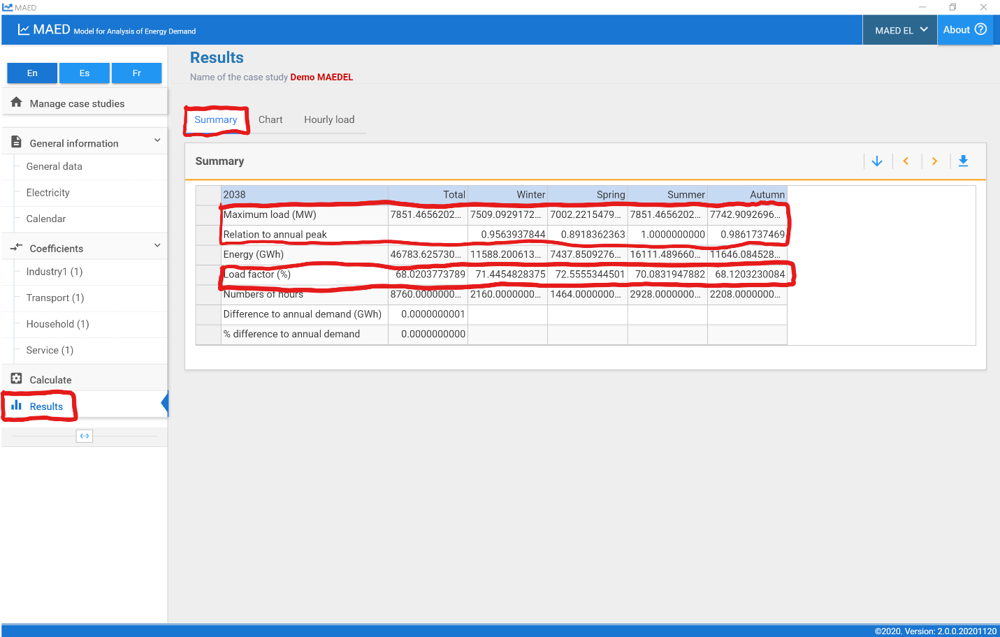 MAED
MAED Model for Analysis of Energy Demand
MAED EL
About
En Es Fr
Manage case studies
General information
General data
Electricity
Calendar
Coefficients
Industry1 (1)
Transport (1)
Household (1)
Service (1)
Calculate
Results
Results
Name of the case study Demo MAEDEL
Summary Chart Hourly load
Summary
2038 Total Winter Spring Summer Autumn
Maximum load (MW) 7851.4656202... 7509.0929172... 7002.2215479... 7851.4656202... 7742.9092696...
Relation to annual peak 0.9563937844 0.8918362363 1.0000000000 0.9861737469
Energy (GWh) 46783.625730... 11588.200613... 7437.8509276... 16111.489660... 11646.084528...
Load factor (%) 68.0203773789 71.4454828375 72.5555344501 70.0831947882 68.1203230084
Numbers of hours 8760.0000000... 2160.0000000... 1464.0000000... 2928.0000000... 2208.0000000...
Difference to annual demand (GWh) 0.0000000001
% difference to annual demand 0.0000000000
©2020. Version: 2.0.0.20201120